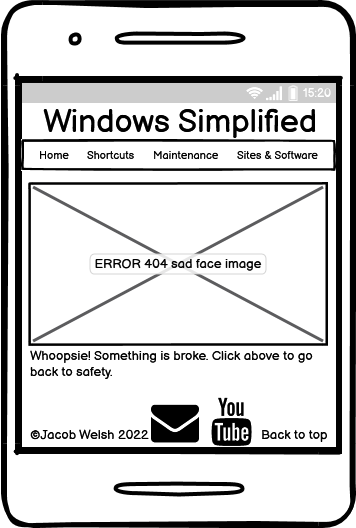 15:20
Windows Simplified
Home Shortcuts Maintenance Sites & Software
ERROR 404 sad face image
Whoopsie! Something is broke. Click above to go
back to safety.
©Jacob Welsh 2022 You Tube Back to top